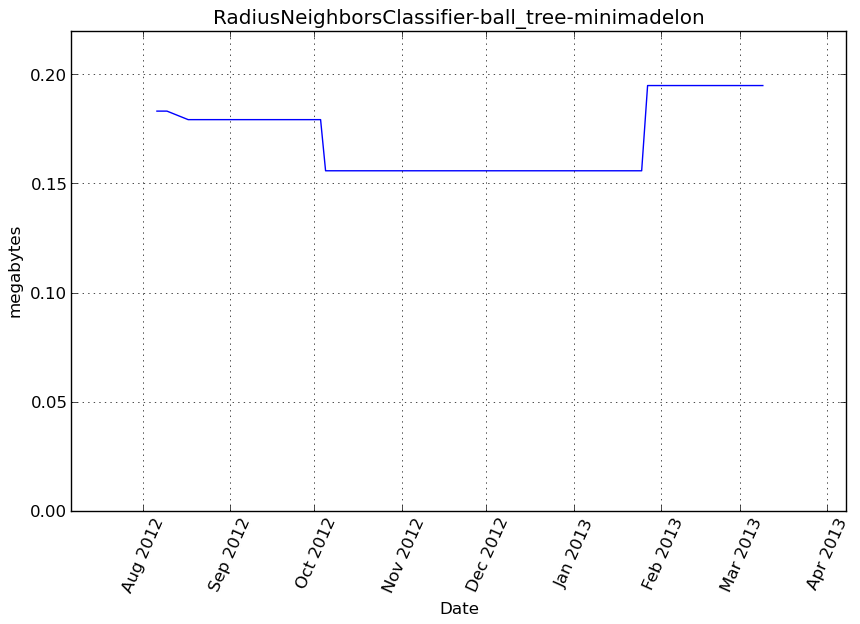 RadiusNeighborsClassifier-ball_tree-minimadelon
0.20
0.15
0.10
0.05
0.00
megabytes
Aug 2012
Sep 2012
Oct 2012
Nov 2012
Dec 2012
Jan 2013
Feb 2013
Mar 2013
Apr 2013
Date